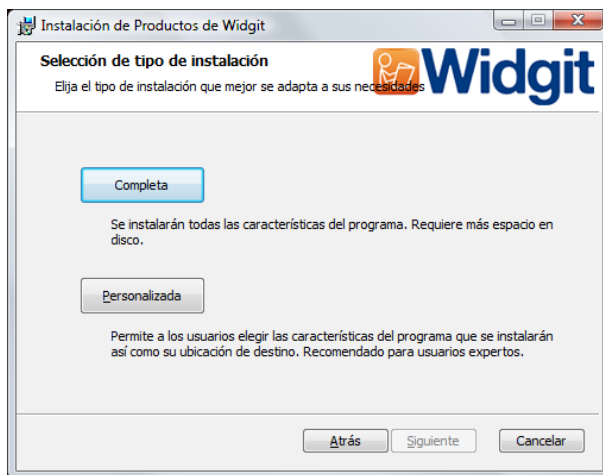 Instalación de Productos de Widgit
Selección de tipo de instalación
Elija el tipo de instalación que mejor se adapta a sus necesidades
Widgit
Completa
Se instalarán todas las características del programa. Requiere más espacio en
disco.
Personalizada
Permite a los usuarios elegir las características del programa que se instalarán
así como su ubicación de destino. Recomendado para usuarios expertos.
Atrás
Siguiente
Cancelar